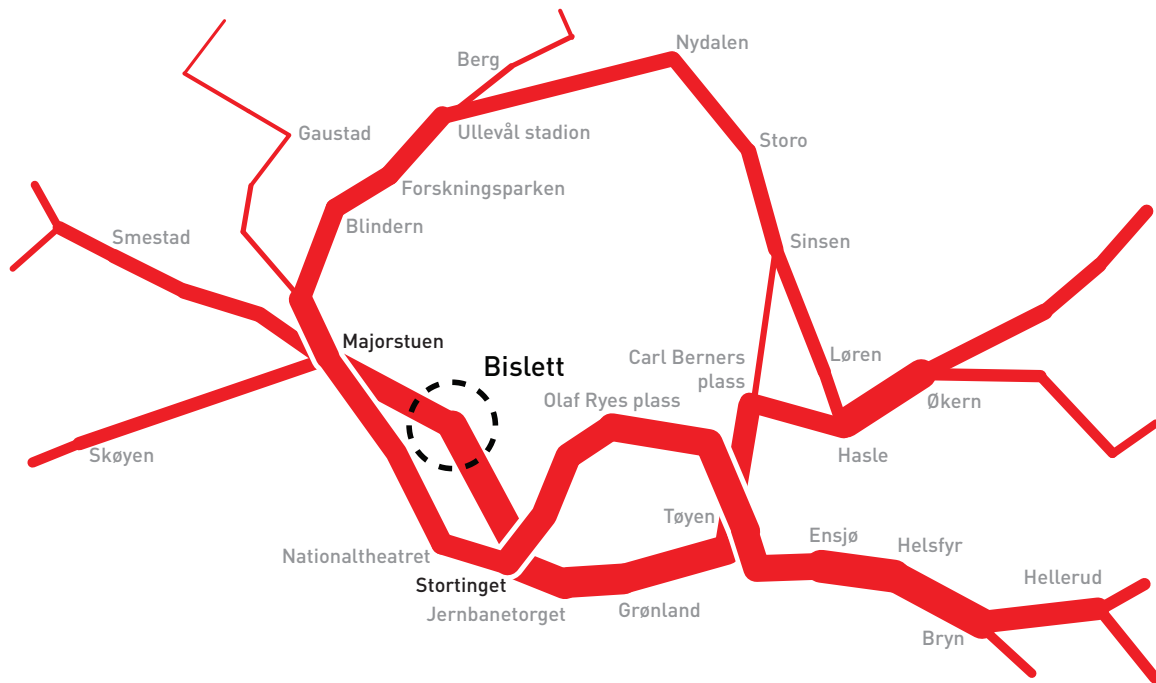 Nydalen
Berg
Ullevål stadion
Gaustad
Storo
Forskningsparken
Blindern
Smestad
Sinsen
Majorstuen
Bislett
Carl Berners
plass
Løren
Olaf Ryes plass
Økern
Skøyen
Hasle
Tøyen
Ensjø
Helsfyr
Nationaltheatret
Stortinget
Hellerud
Jernbanetorget
Grønland
Bryn